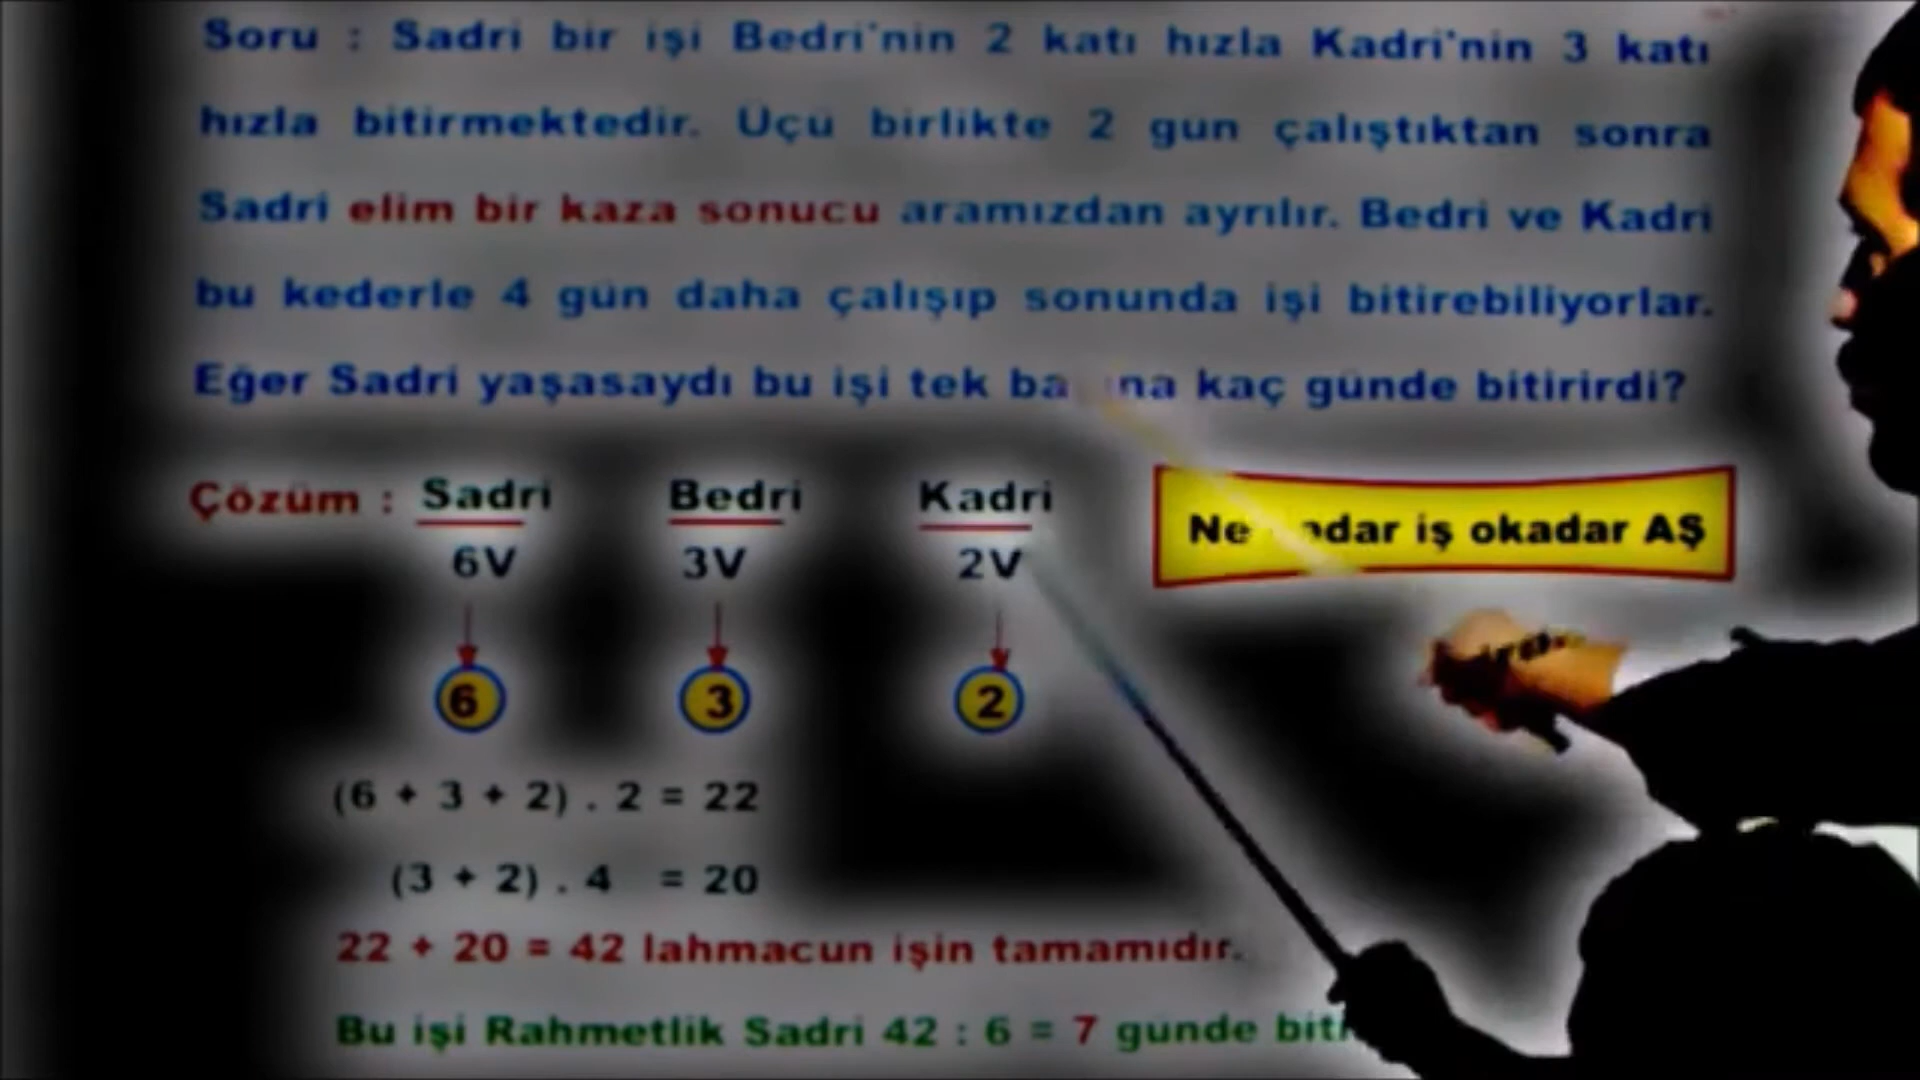 Soru : Sadri bir işi Bedri'nin 2 katı hızla Kadri'nin 3 katı
hızla bitirmektedir. Üçü birlikte 2 gün çalıştıktan sonra
Sadri elim bir kaza sonucu aramızdan ayrılır. Bedri ve Kadri
bu kederle 4 gün daha çalışıp sonunda işi bitirebiliyorlar.
Eğer Sadri yaşasaydı bu işi tek kaç günde bitirirdi?
Çözüm : Sadri Bedri Kadri
6V 3V 2V
6 3 2
Ne iş okadar AŞ
(6 + 3 + 2) . 2 = 22
(3 + 2) . 4 = 20
22 + 20 = 42 lahmacun işin tamamıdır.
Bu işi Rahmetlik Sadri 42 : 6 = 7 günde